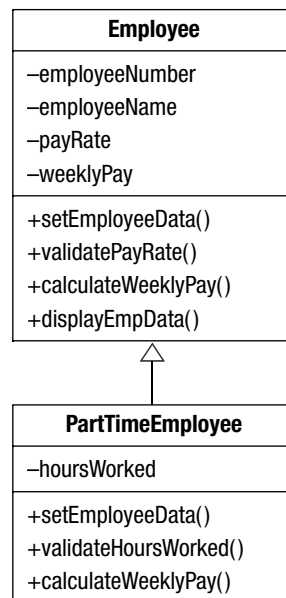 Employee
–employeeNumber
–employeeName
–payRate
–weeklyPay
+setEmployeeData()
+validatePayRate()
+calculateWeeklyPay()
+displayEmpData()
PartTimeEmployee
–hoursWorked
+setEmployeeData()
+validateHoursWorked()
+calculateWeeklyPay()